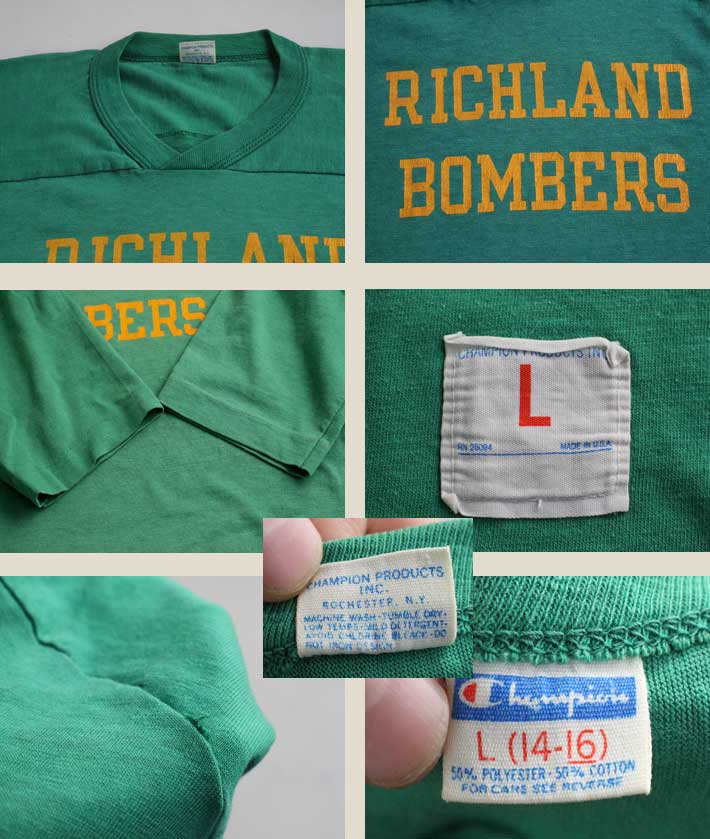 CHAMPION PRODUCTS
RICHLAND
RICHLAND
BOMBERS
BERS
CHAMPION PRODUCTS INC
L
RN 26094 MADE IN U.S.A.
CHAMPION PRODUCTS
INC.
ROCHESTER, N.Y.
MACHINE WASH-TUMBLE DRY-
LOW TEMPS-MILD DETERGENT-
AVOID CHLORINE BLEACH-DO
NOT IRON DESIGN
Champion
L (14-16)
50% POLYESTER-50% COTTON
FOR CARE SEE REVERSE